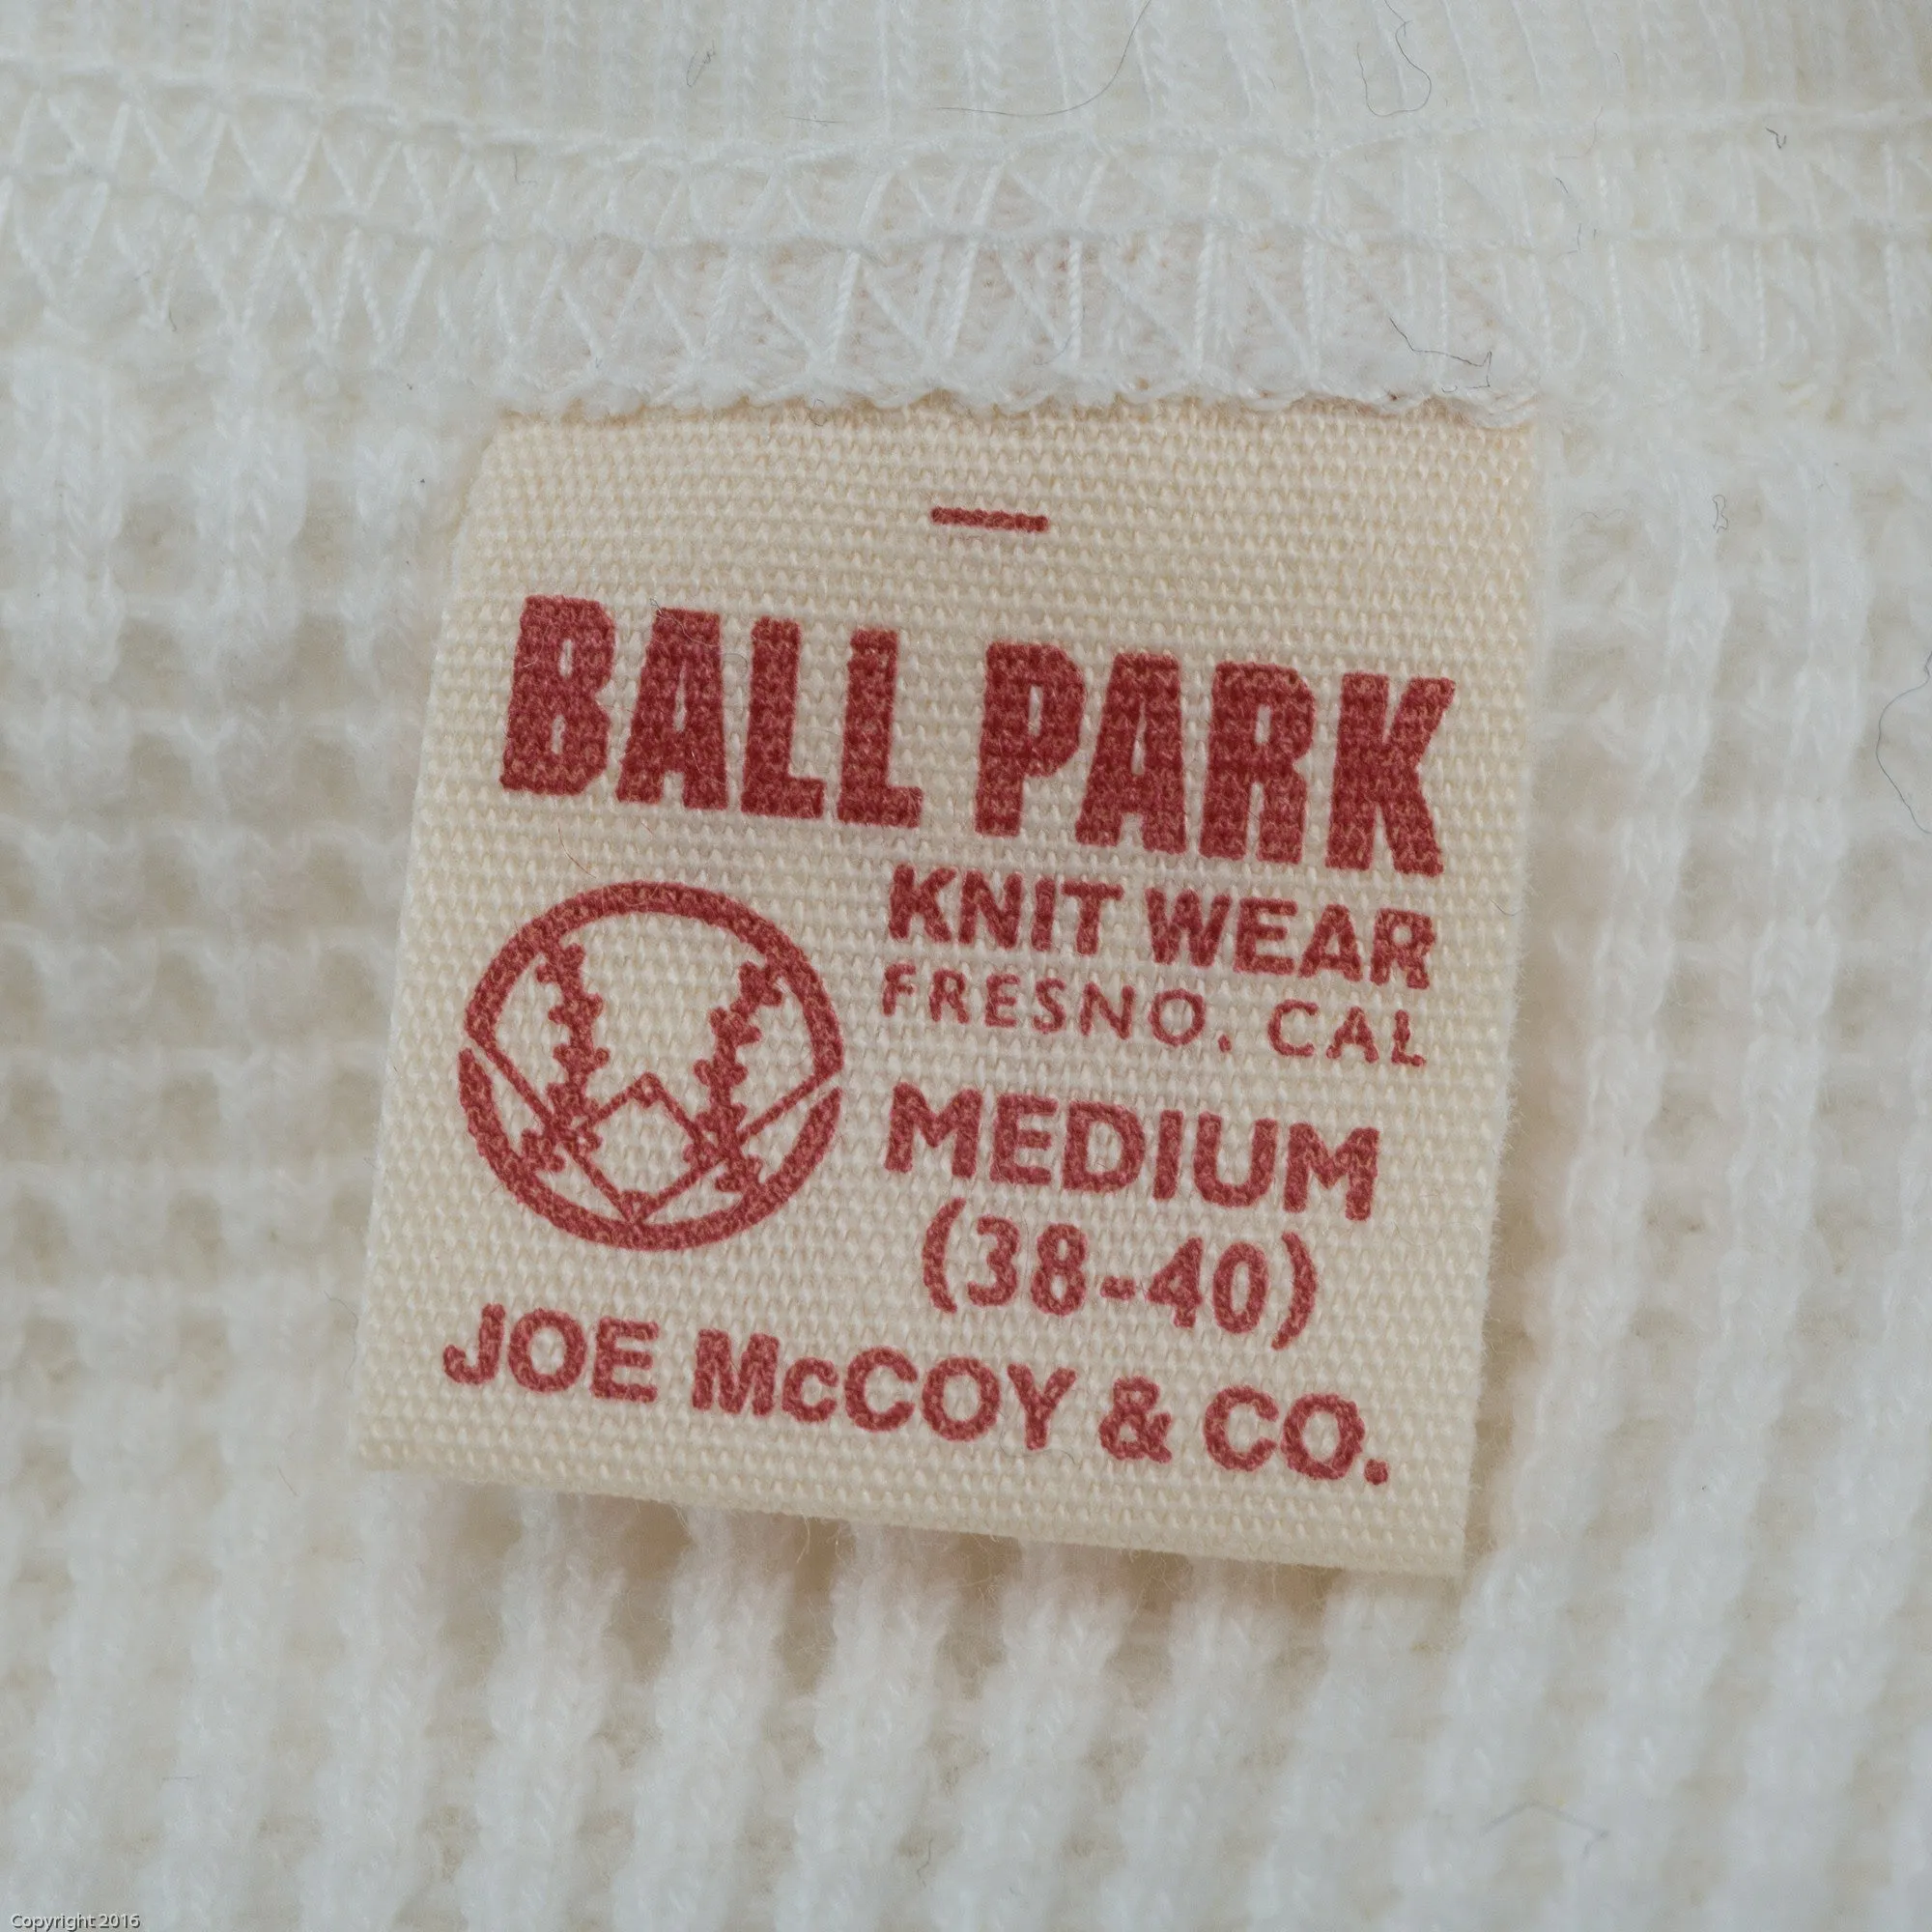 BALL PARK
KNIT WEAR
FRESNO. CAL
MEDIUM
(38-40)
JOE McCOY & CO.
Copyright 2016